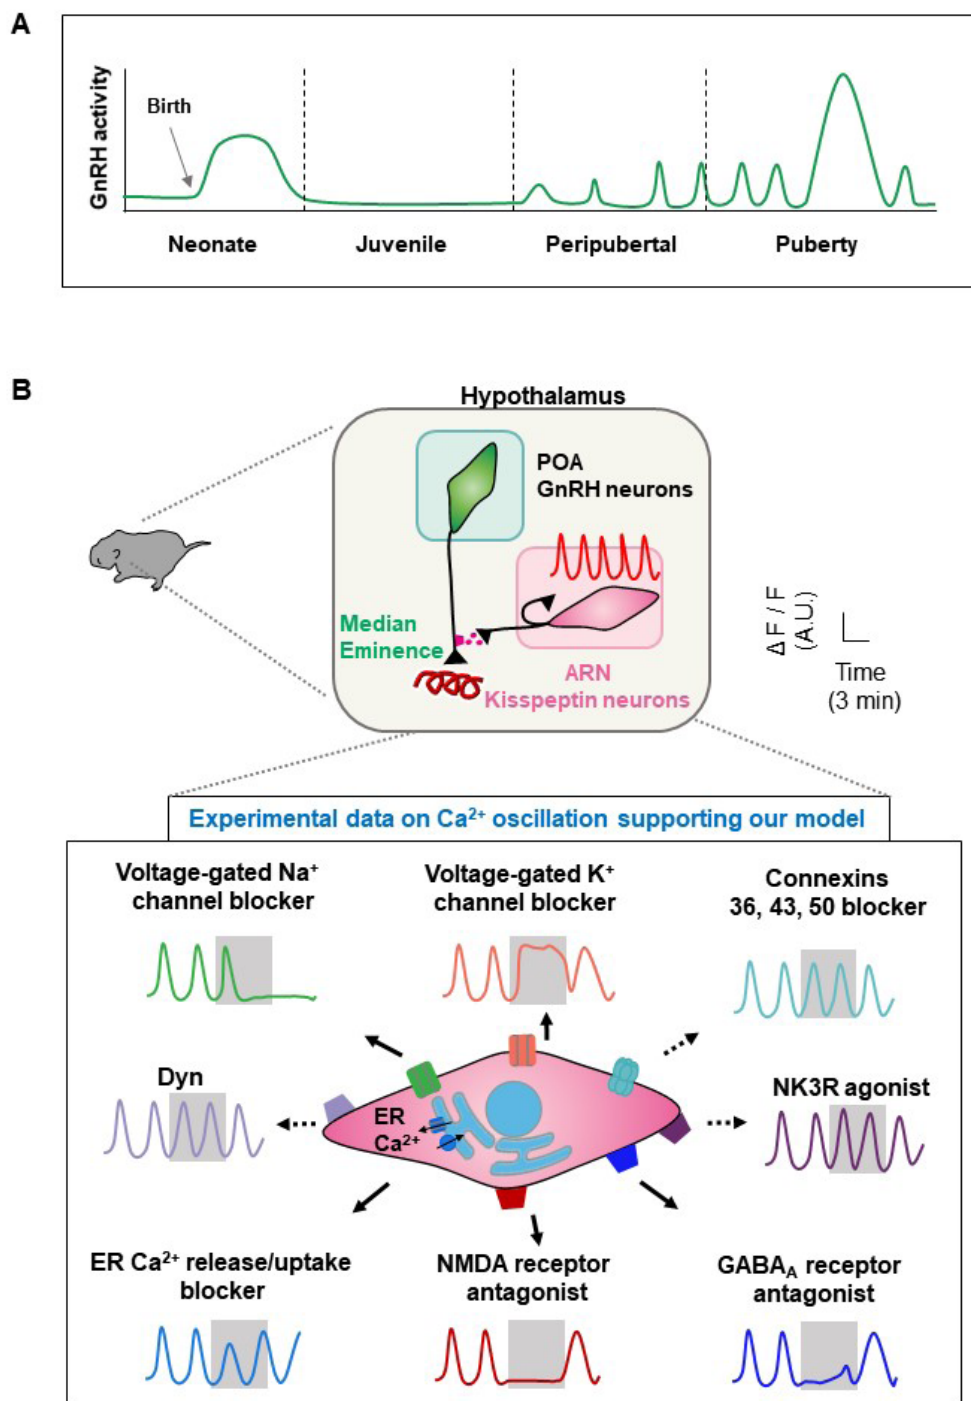 A
GnRH activity
Birth
Neonate
Juvenile
Peripubertal
Puberty
B
Hypothalamus
POA
GnRH neurons
Median
Eminence
ARN
Kisspeptin neurons
Δ F / F
(A.U.)
Time
(3 min)
Experimental data on Ca²⁺ oscillation supporting our model
Voltage-gated Na⁺
channel blocker
Voltage-gated K⁺
channel blocker
Connexins
36, 43, 50 blocker
Dyn
ER
Ca²⁺
NK3R agonist
ER Ca²⁺ release/uptake
blocker
NMDA receptor
antagonist
GABA_A receptor
antagonist